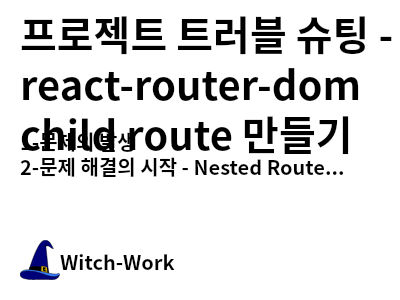 프로젝트 트러블 슈팅 -
react-router-dom
child route 만들기
1-문제의 발생
2-문제 해결의 시작 - Nested Route...
Witch-Work